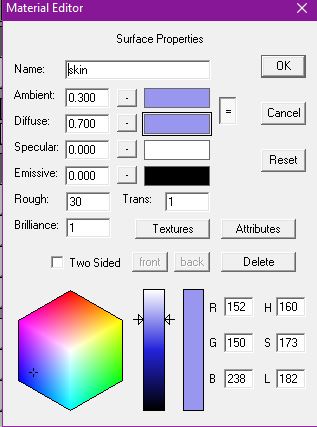 Material Editor
Surface Properties
Name: skin
OK
Ambient: 0.300 - =
Diffuse: 0.700 -
Cancel
Specular: 0.000 -
Emissive: 0.000 -
Reset
Rough: 30 Trans: 1
Brilliance: 1 Textures Attributes
Two Sided front back Delete
R 152 H 160
G 150 S 173
B 238 L 182